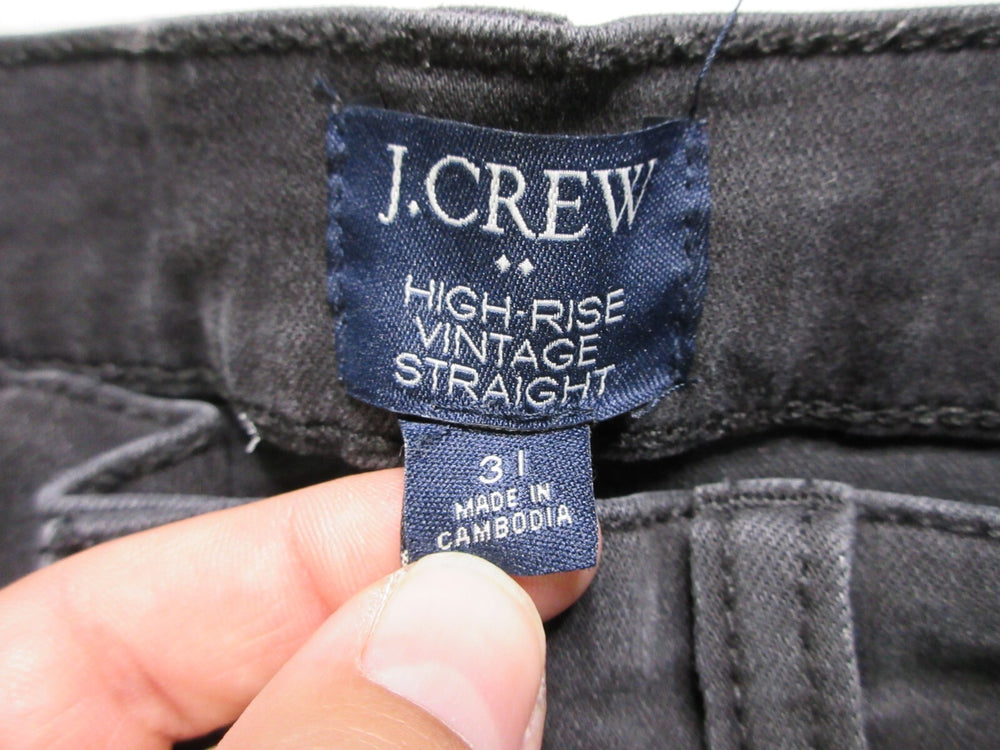 J.CREW
HIGH-RISE
VINTAGE
STRAIGHT
31
MADE IN
CAMBODIA